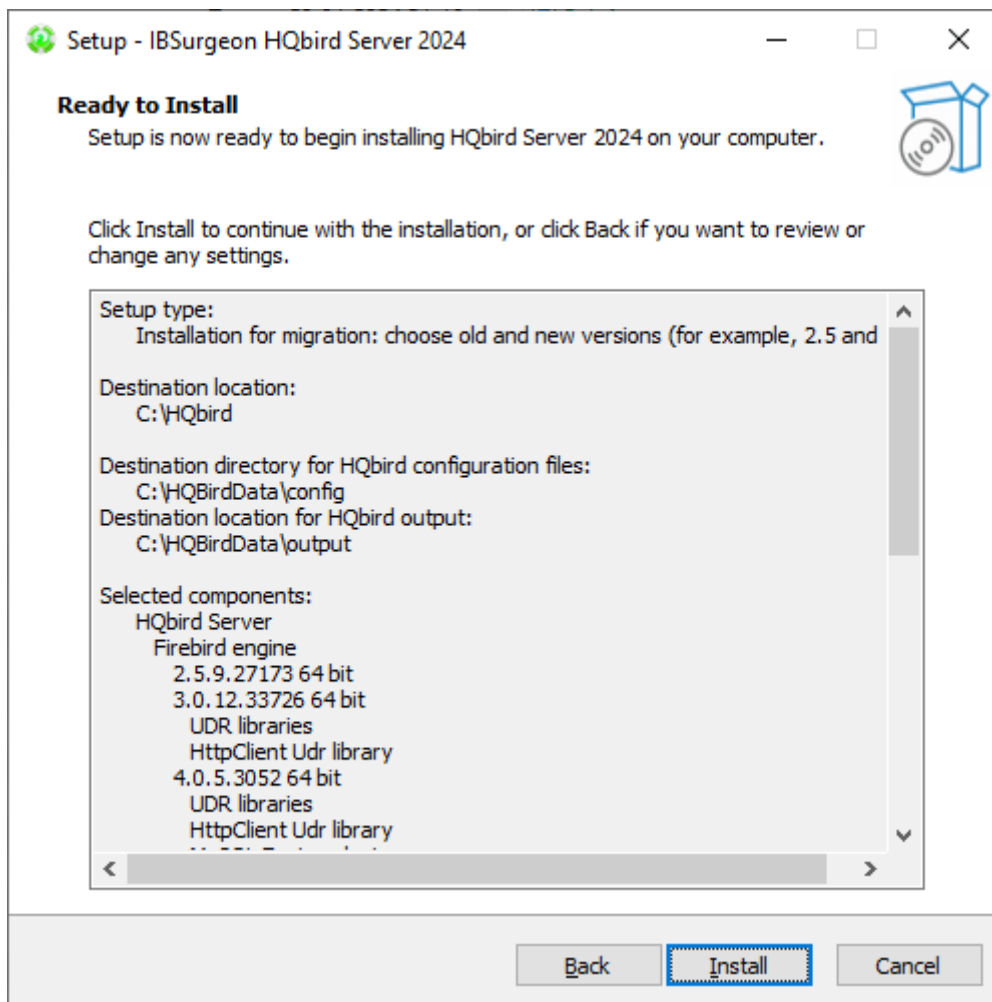 Setup - IBSurgeon HQbird Server 2024
Ready to Install
Setup is now ready to begin installing HQbird Server 2024 on your computer.
Click Install to continue with the installation, or click Back if you want to review or
change any settings.
Setup type:
Installation for migration: choose old and new versions (for example, 2.5 and
Destination location:
C:\HQbird
Destination directory for HQbird configuration files:
C:\HQBirdData\config
Destination location for HQbird output:
C:\HQBirdData\output
Selected components:
HQbird Server
Firebird engine
2.5.9.27173 64 bit
3.0.12.33726 64 bit
UDR libraries
HttpClient Udr library
4.0.5.3052 64 bit
UDR libraries
HttpClient Udr library
Back
Install
Cancel